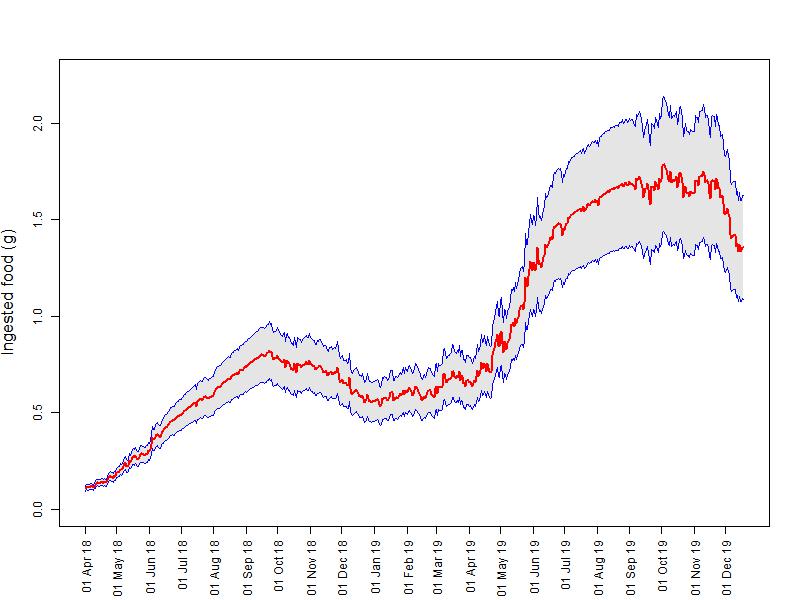 Ingested food (g)
2.0
1.5
1.0
0.5
0.0
01 Apr 18
01 May 18
01 Jun 18
01 Jul 18
01 Aug 18
01 Sep 18
01 Oct 18
01 Nov 18
01 Dec 18
01 Jan 19
01 Feb 19
01 Mar 19
01 Apr 19
01 May 19
01 Jun 19
01 Jul 19
01 Aug 19
01 Sep 19
01 Oct 19
01 Nov 19
01 Dec 19